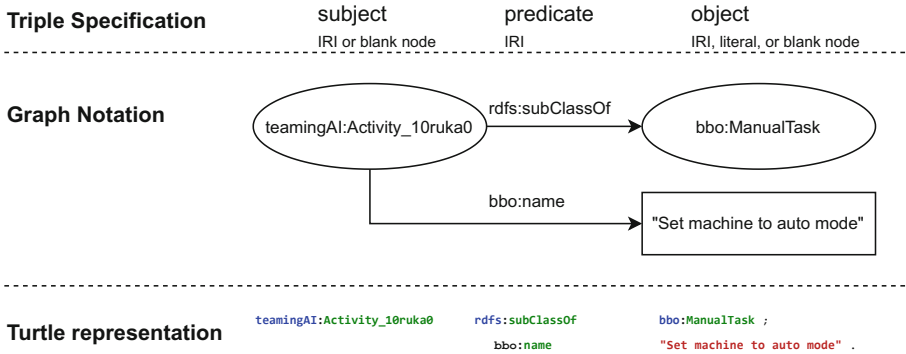 Triple Specification subject predicate object
IRI or blank node IRI IRI, literal, or blank node
Graph Notation
teamingAI:Activity_10ruka0 rdfs:subClassOf bbo:ManualTask
bbo:name
"Set machine to auto mode"
Turtle representation
teamingAI:Activity_10ruka0 rdfs:subClassOf bbo:ManualTask ;
bbo:name "Set machine to auto mode" .